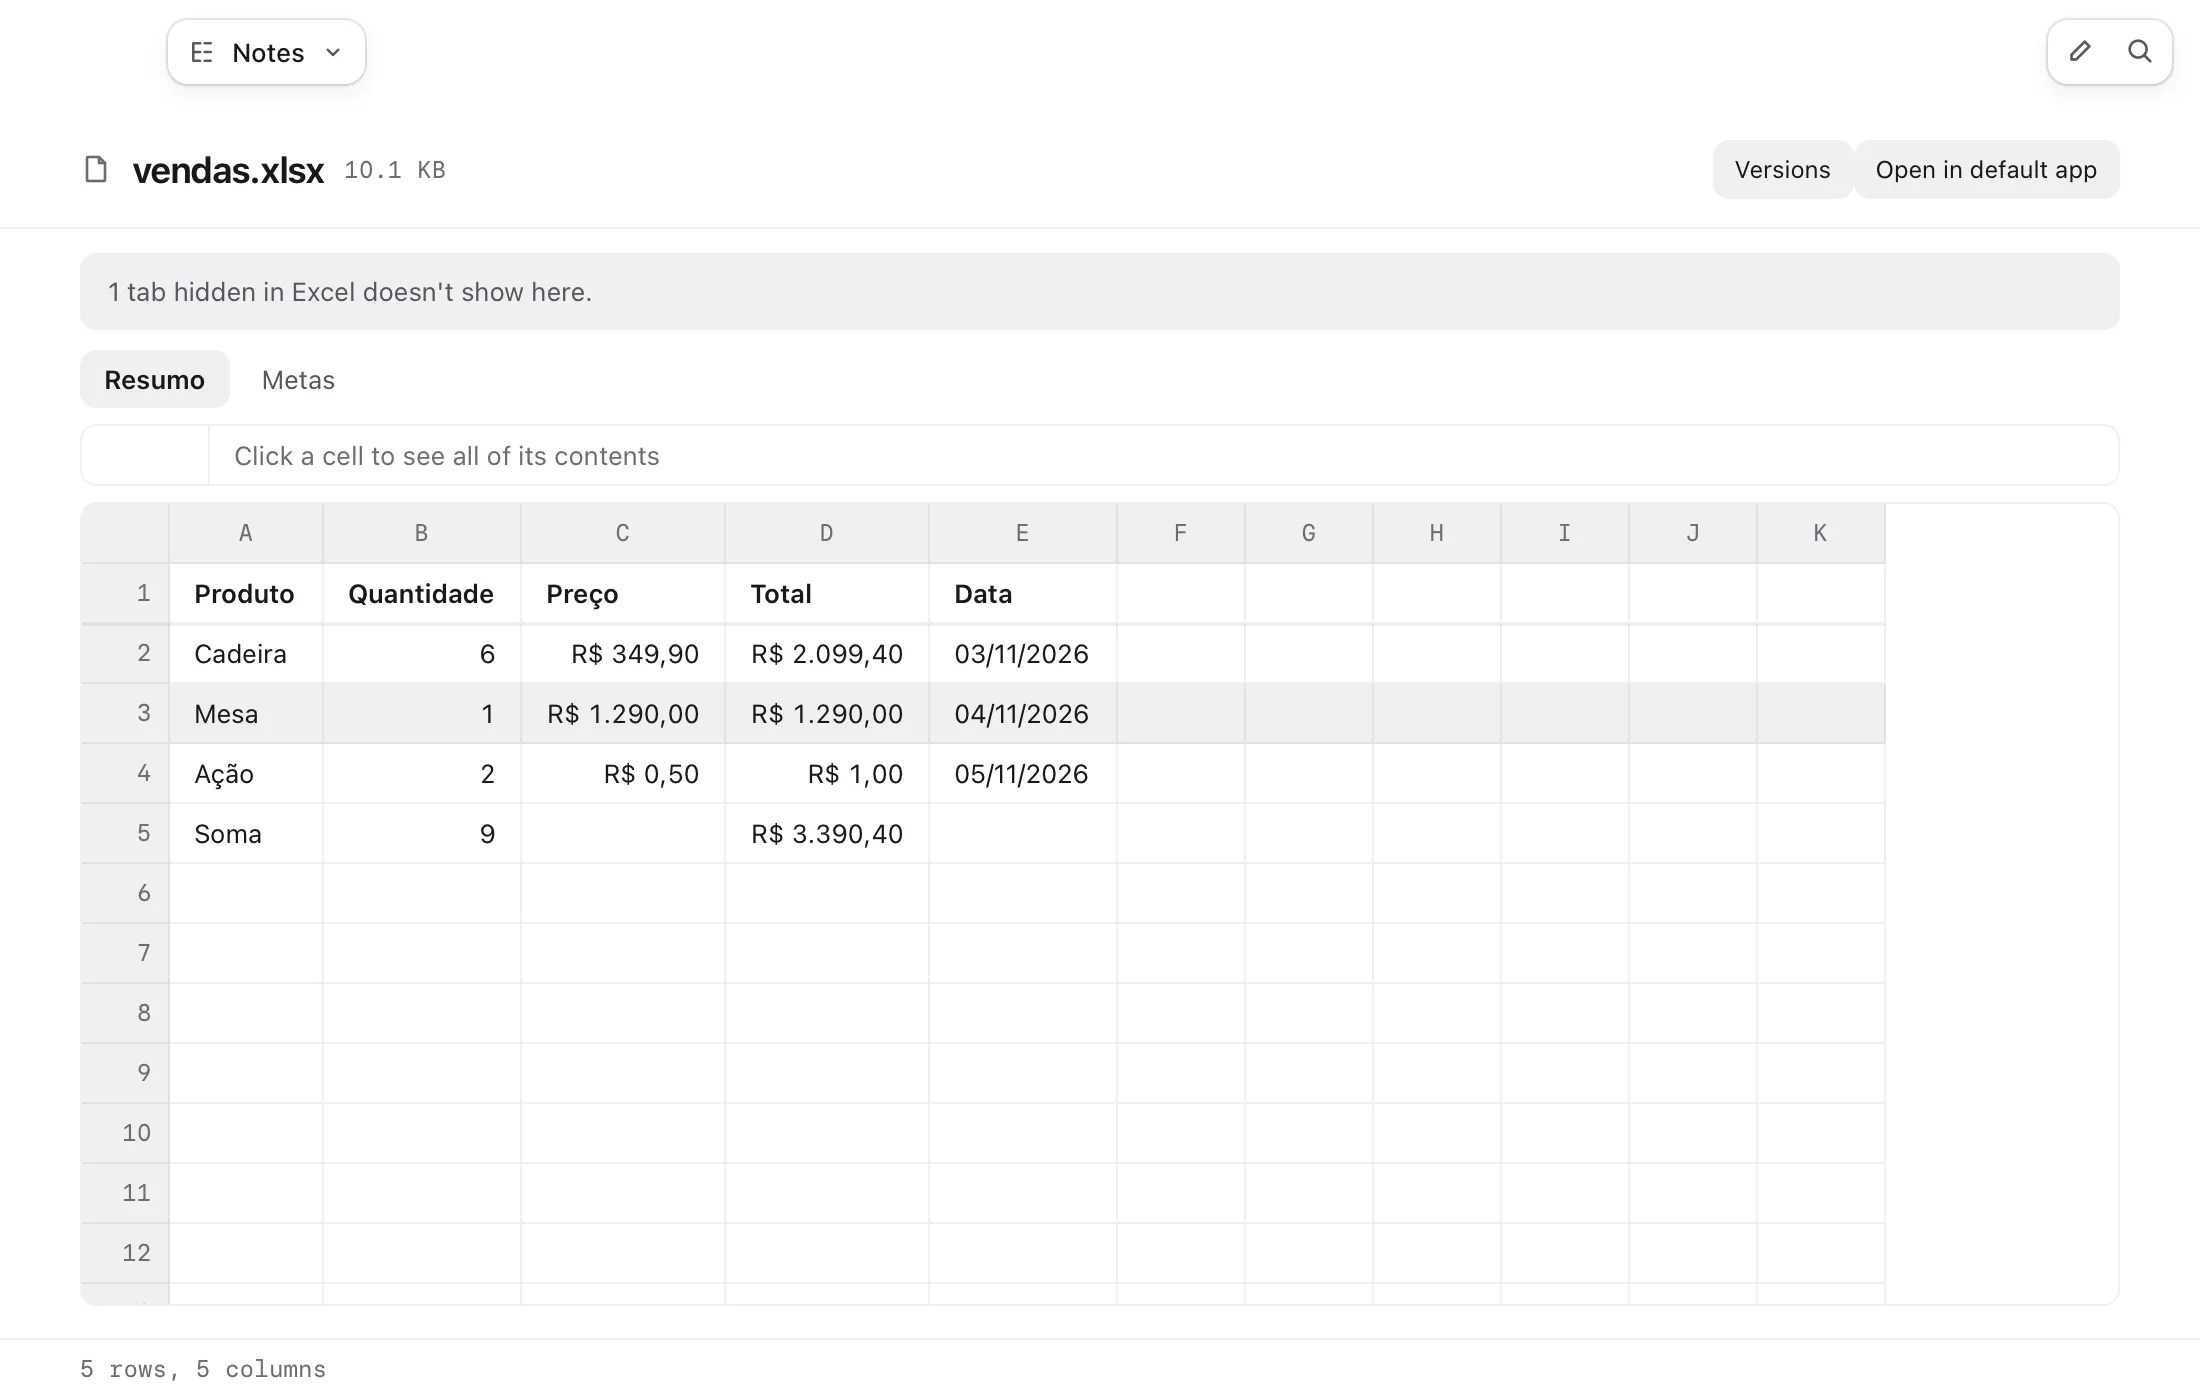 Notes
vendas.xlsx 10.1 KB Versions Open in default app
1 tab hidden in Excel doesn't show here.
Resumo Metas
Click a cell to see all of its contents
A B C D E F G H I J K
1 Produto Quantidade Preço Total Data
2 Cadeira 6 R$ 349,90 R$ 2.099,40 03/11/2026
3 Mesa 1 R$ 1.290,00 R$ 1.290,00 04/11/2026
4 Ação 2 R$ 0,50 R$ 1,00 05/11/2026
5 Soma 9 R$ 3.390,40
6
7
8
9
10
11
12
5 rows, 5 columns